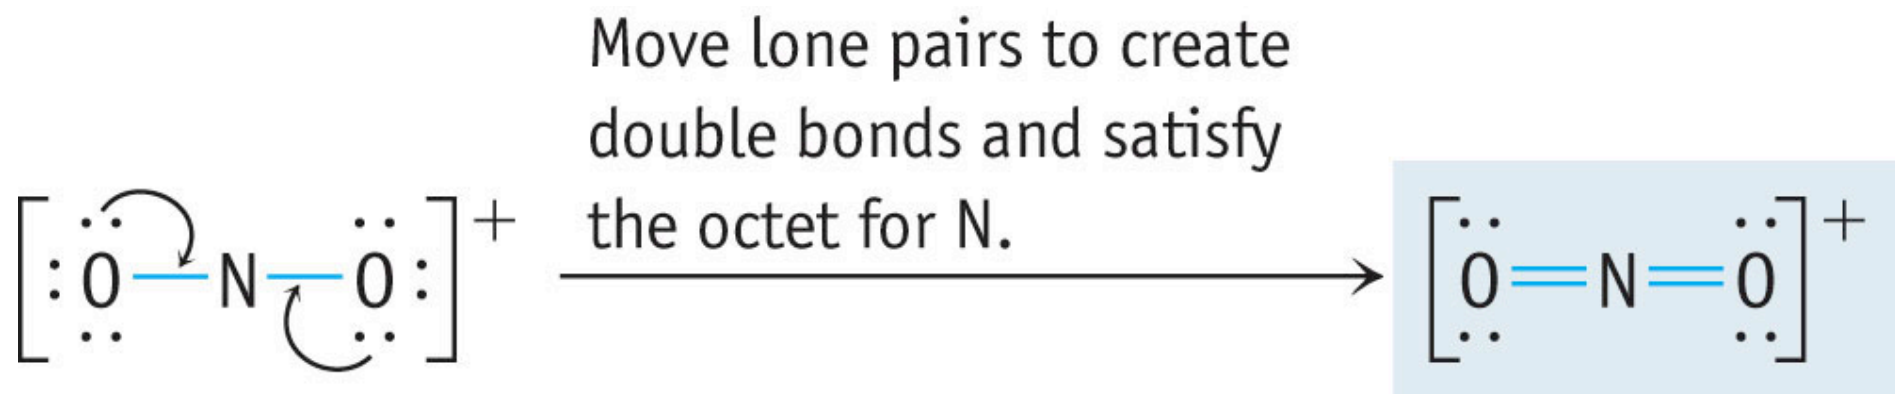 Move lone pairs to create
double bonds and satisfy
the octet for N.
[:O—N—O:]+
[O=N=O]+